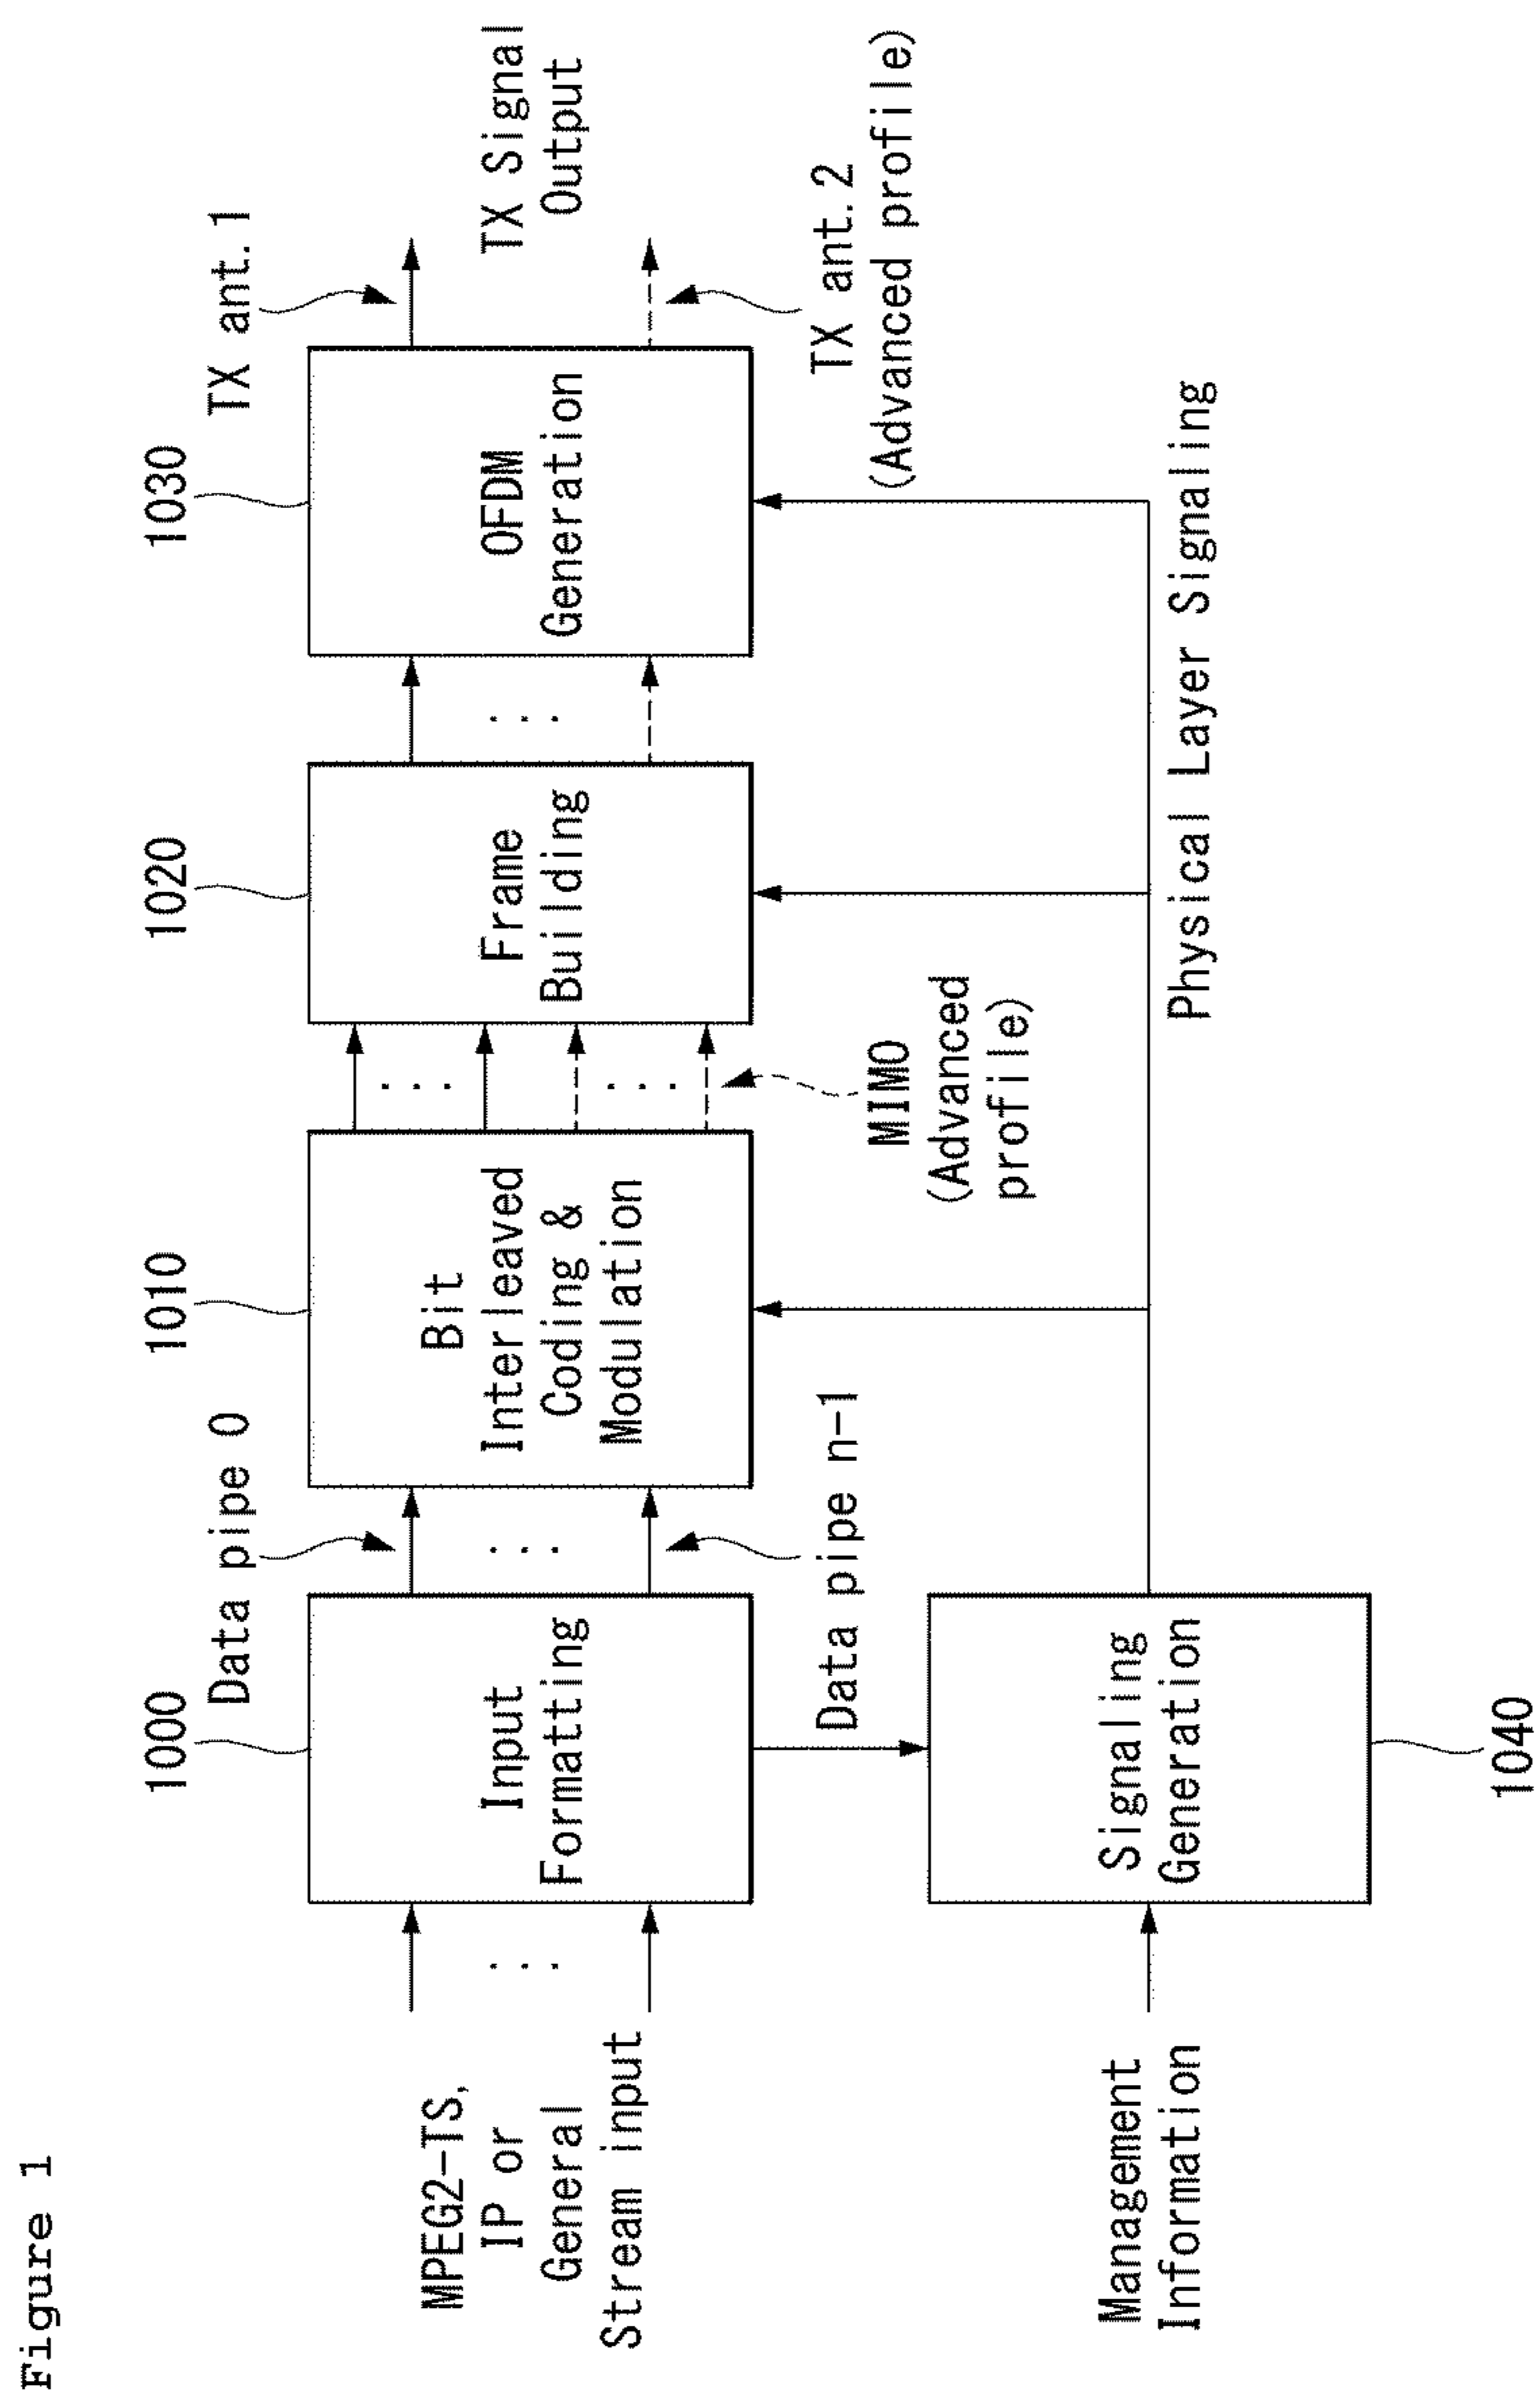 Figure 1
1000
1010
1020
1030
Data pipe 0
TX ant.1
MPEG2-TS,
IP or
General
Stream input
Input
Formatting
Bit
Interleaved
Coding &
Modulation
Frame
Building
OFDM
Generation
TX Signal
Output
Data pipe n-1
MIMO
(Advanced
profile)
TX ant.2
(Advanced profile)
Management
Information
Signaling
Generation
Physical Layer Signaling
1040